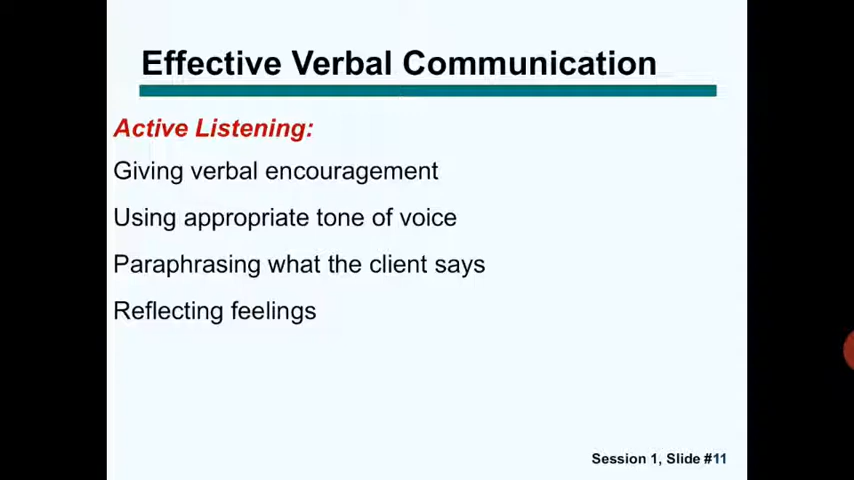 Effective Verbal Communication
Active Listening:
Giving verbal encouragement
Using appropriate tone of voice
Paraphrasing what the client says
Reflecting feelings
Session 1, Slide #11